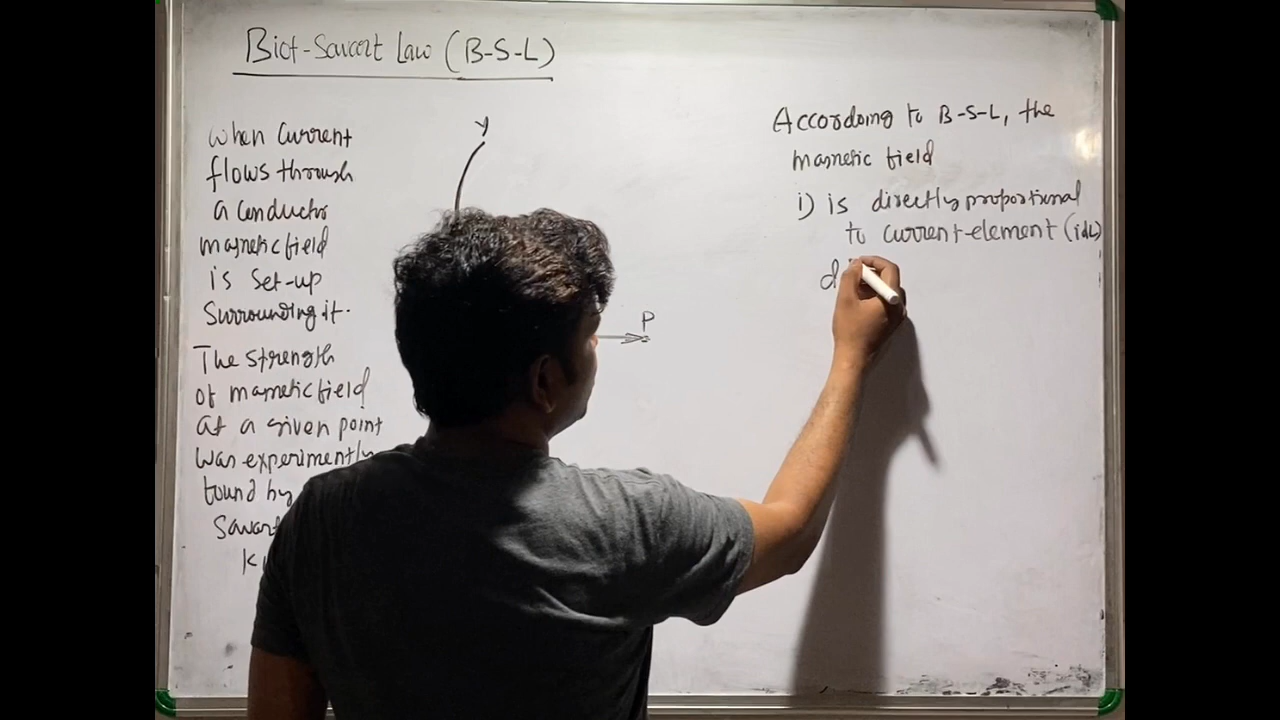 Biot-Savart Law (B-S-L)
when current
flows through
a conductor
magnetic field
is set-up
surrounding it.
The strength
of magnetic field
at a given point
was experimently
found by
Savart
y
P
According to B-S-L, the
magnetic field
i) is directly proportional
to current-element (idL)
d